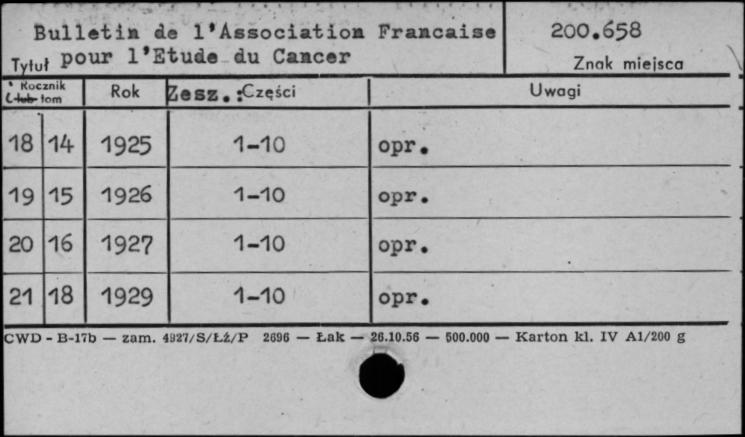 Bulletin de l'Association Francaise 200.658
Tytuł pour l'Etude du Cancer Znak miejsca
Rocznik Rok Zesz.: Części Uwagi
i lub tom
18 14 1925 1-10 opr.
19 15 1926 1-10 opr.
20 16 1927 1-10 opr.
21 18 1929 1-10 opr.
CWD - B-17b — zam. 4927/S/Łź/P 2696 — Łak — 26.10.56 — 500.000 — Karton kl. IV A1/200 g